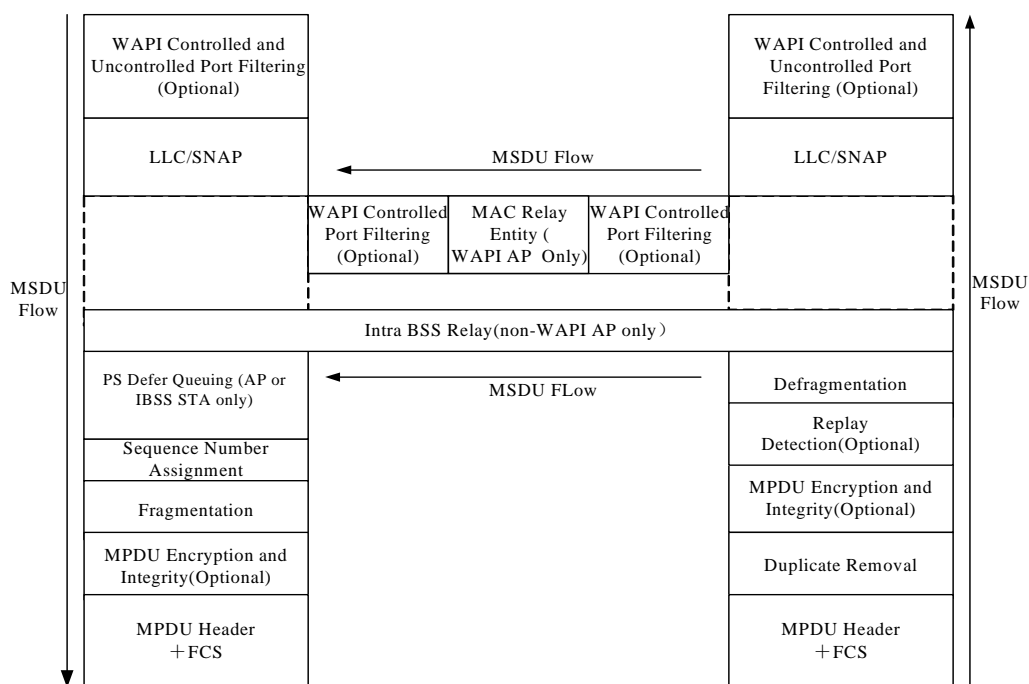 WAPI Controlled and
Uncontrolled Port Filtering
(Optional)
WAPI Controlled and
Uncontrolled Port
Filtering (Optional)
LLC/SNAP
MSDU Flow
LLC/SNAP
WAPI Controlled
Port Filtering
(Optional)
MAC Relay
Entity (
WAPI AP Only)
WAPI Controlled
Port Filtering
(Optional)
MSDU
Flow
MSDU
Flow
Intra BSS Relay(non-WAPI AP only）
PS Defer Queuing (AP or
IBSS STA only)
MSDU FLow
Defragmentation
Sequence Number
Assignment
Replay
Detection(Optional)
Fragmentation
MPDU Encryption and
Integrity(Optional)
MPDU Encryption and
Integrity(Optional)
Duplicate Removal
MPDU Header
＋FCS
MPDU Header
＋FCS